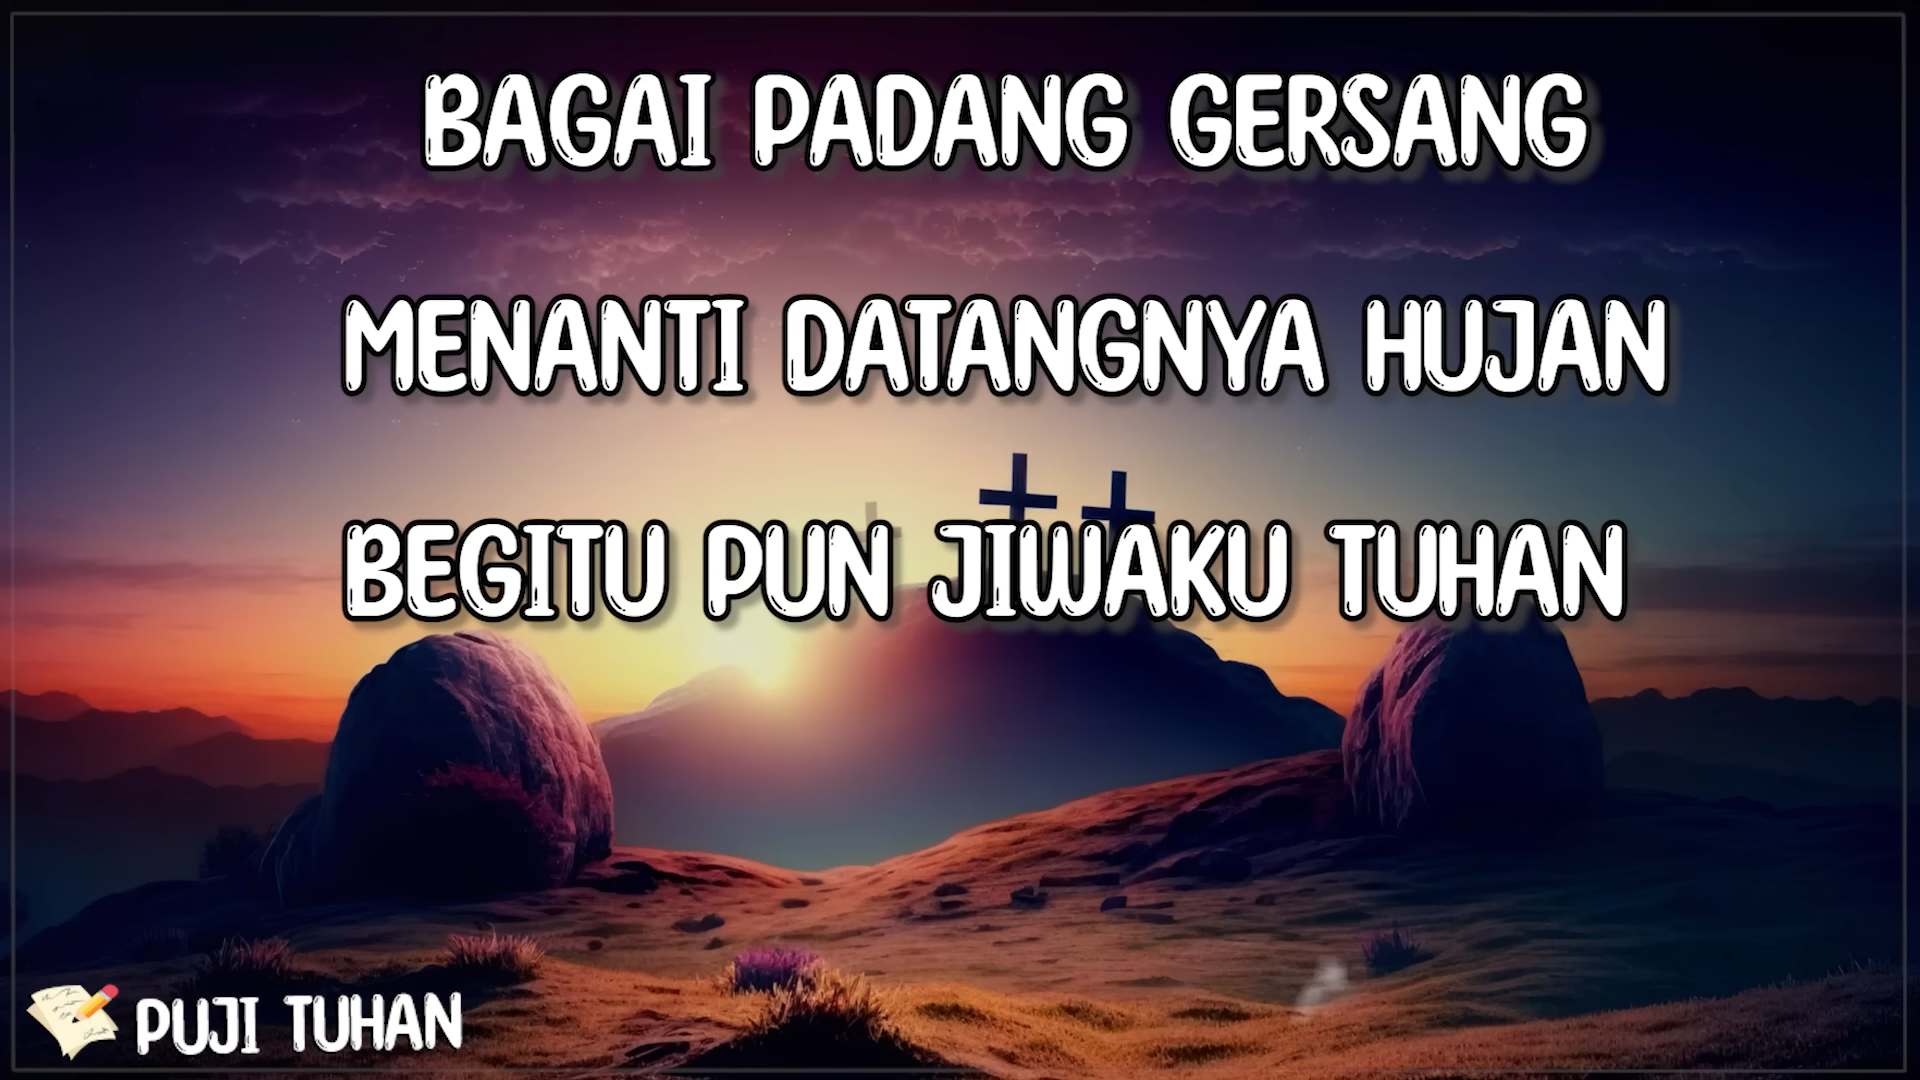 BAGAI PADANG GERSANG
MENANTI DATANGNYA HUJAN
BEGITU PUN JIWAKU TUHAN
PUJI TUHAN